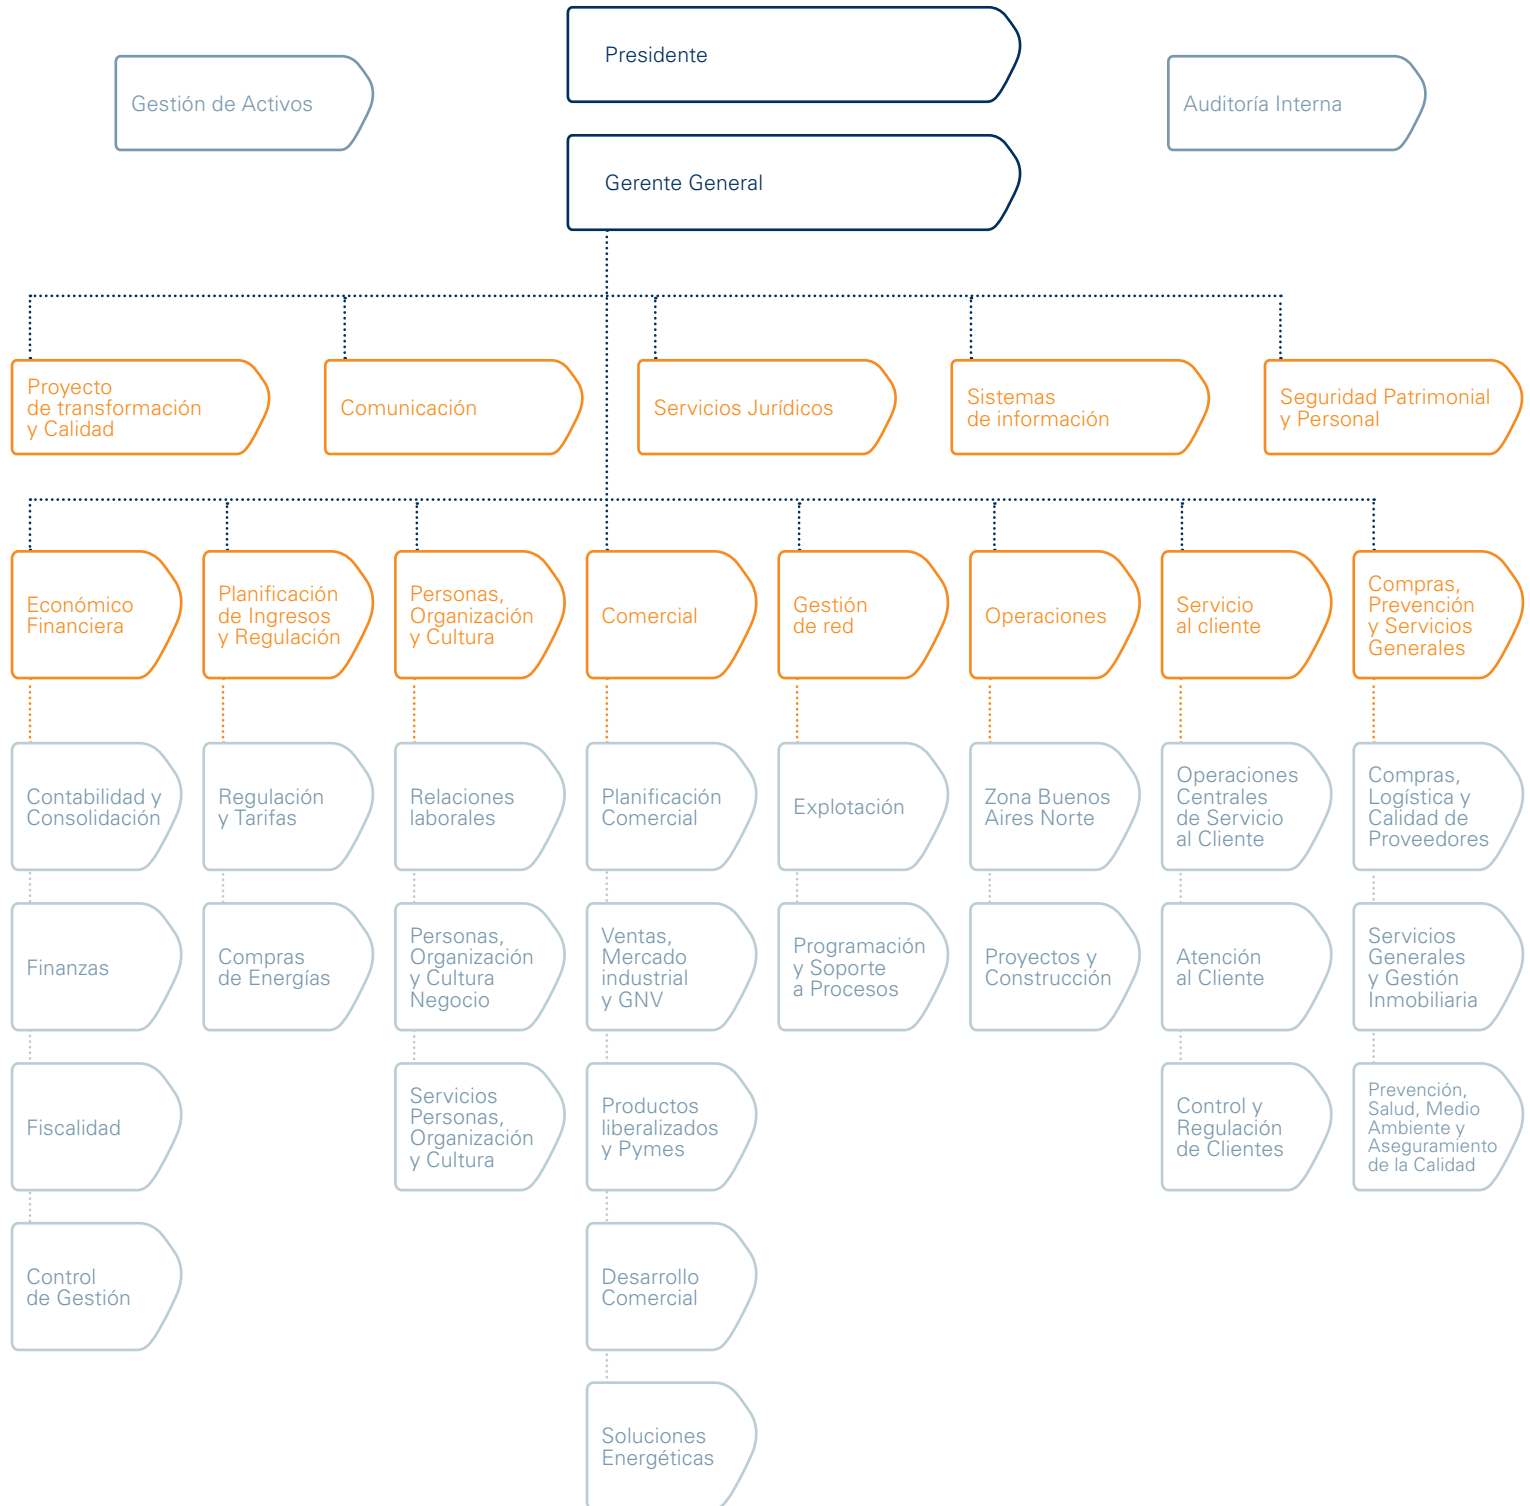 Presidente
Gestión de Activos
Auditoría Interna
Gerente General
Proyecto
de transformación
y Calidad
Comunicación
Servicios Jurídicos
Sistemas
de información
Seguridad Patrimonial
y Personal
Económico
Financiera
Planificación
de Ingresos
y Regulación
Personas,
Organización
y Cultura
Comercial
Gestión
de red
Operaciones
Servicio
al cliente
Compras,
Prevención
y Servicios
Generales
Contabilidad y
Consolidación
Regulación
y Tarifas
Relaciones
laborales
Planificación
Comercial
Explotación
Zona Buenos
Aires Norte
Operaciones
Centrales
de Servicio
al Cliente
Compras,
Logística y
Calidad de
Proveedores
Finanzas
Compras
de Energías
Personas,
Organización
y Cultura
Negocio
Ventas,
Mercado
industrial
y GNV
Programación
y Soporte
a Procesos
Proyectos y
Construcción
Atención
al Cliente
Servicios
Generales
y Gestión
Inmobiliaria
Fiscalidad
Servicios
Personas,
Organización
y Cultura
Productos
liberalizados
y Pymes
Control y
Regulación
de Clientes
Prevención,
Salud, Medio
Ambiente y
Aseguramiento
de la Calidad
Control
de Gestión
Desarrollo
Comercial
Soluciones
Energéticas